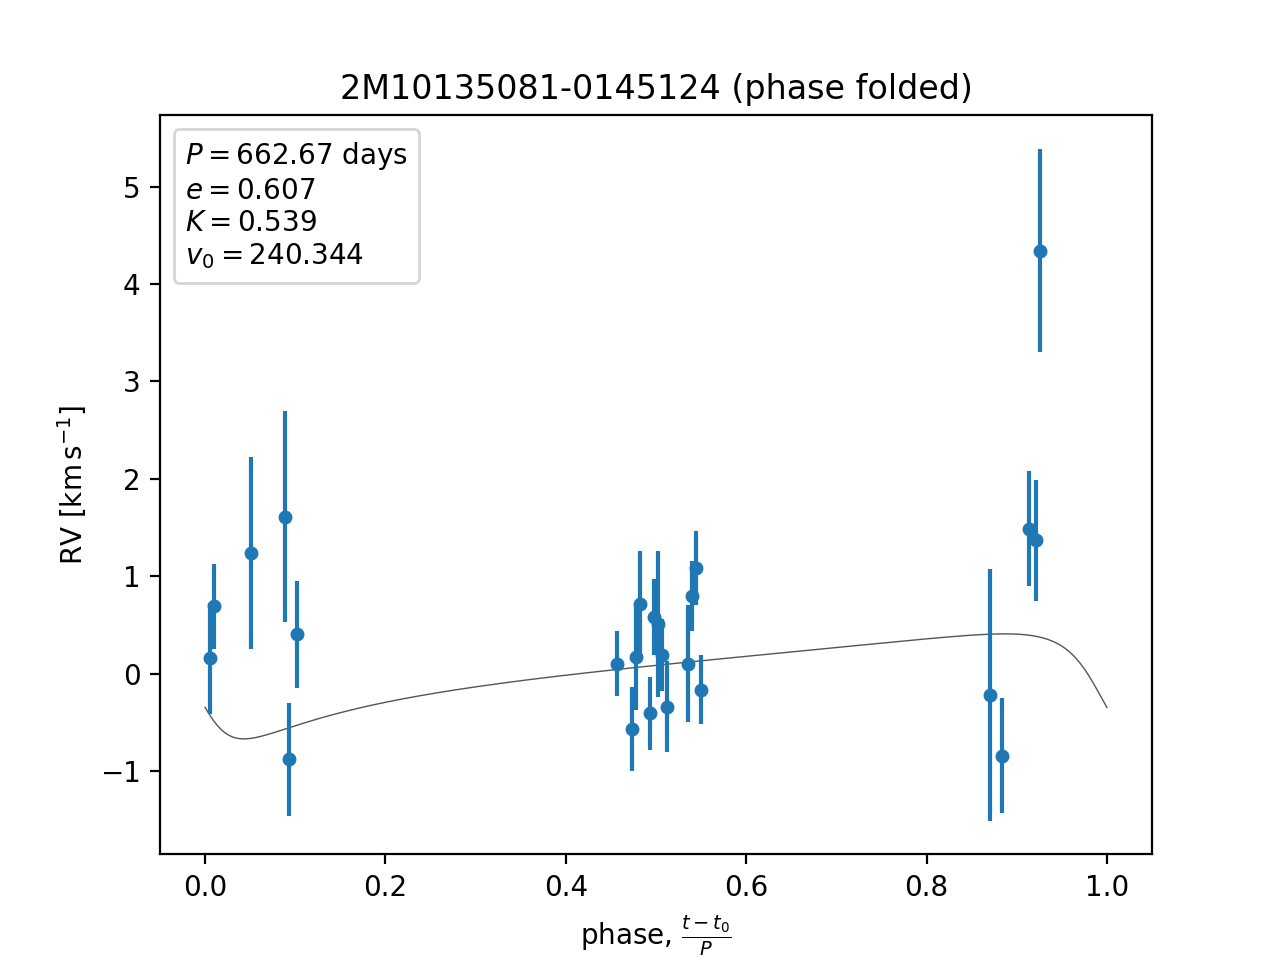 2M10135081-0145124 (phase folded)
P = 662.67 days
e = 0.607
K = 0.539
v₀ = 240.344
RV [km s⁻¹]
5
4
3
2
1
0
−1
0.0 0.2 0.4 0.6 0.8 1.0
phase, (t − t₀)/P